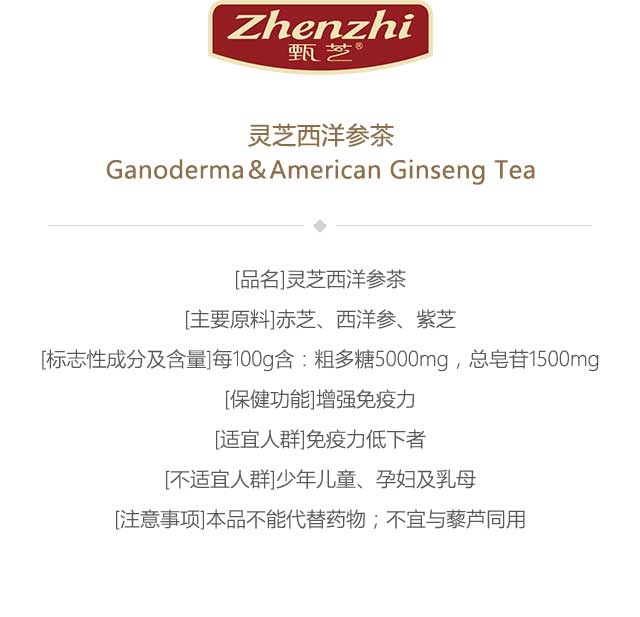 Zhenzhi
甄芝®
灵芝西洋参茶
Ganoderma&American Ginseng Tea
[品名]灵芝西洋参茶
[主要原料]赤芝、西洋参、紫芝
[标志性成分及含量]每100g含：粗多糖5000mg，总皂苷1500mg
[保健功能]增强免疫力
[适宜人群]免疫力低下者
[不适宜人群]少年儿童、孕妇及乳母
[注意事项]本品不能代替药物；不宜与藜芦同用